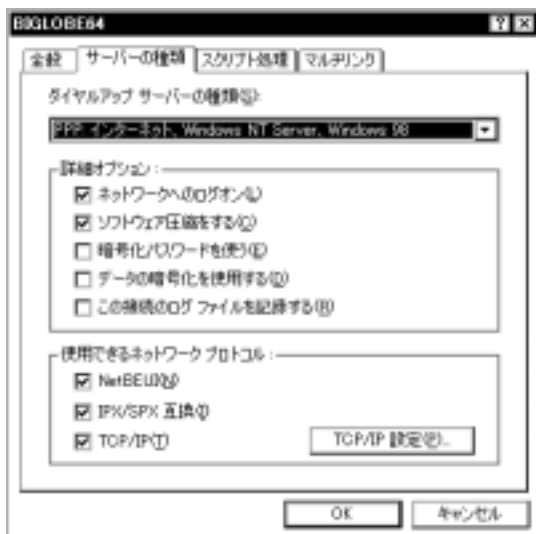 BIGLOBE64
全般 サーバーの種類 スクリプト処理 マルチリンク
ダイヤルアップ サーバーの種類(S):
PPP: インターネット、Windows NT Server、Windows 98
詳細オプション:
ネットワークへのログオン(L)
ソフトウェア圧縮をする(C)
暗号化パスワードを使う(E)
データの暗号化を使用する(D)
この接続のログ ファイルを記録する(R)
使用できるネットワーク プロトコル:
NetBEUI(N)
IPX/SPX 互換(I)
TCP/IP(T)
TCP/IP 設定(P)...
OK キャンセル